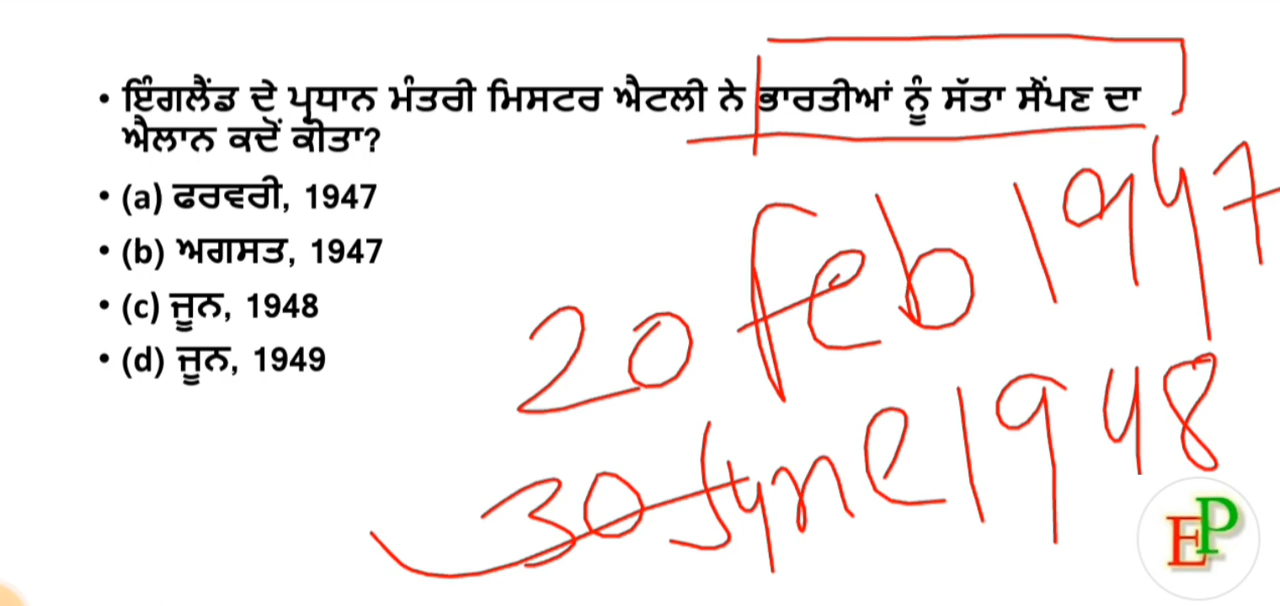 • ਇੰਗਲੈਂਡ ਦੇ ਪ੍ਰਧਾਨ ਮੰਤਰੀ ਮਿਸਟਰ ਐਟਲੀ ਨੇ ਭਾਰਤੀਆਂ ਨੂੰ ਸੱਤਾ ਸੌਂਪਣ ਦਾ
ਐਲਾਨ ਕਦੋਂ ਕੀਤਾ?
• (a) ਫਰਵਰੀ, 1947
• (b) ਅਗਸਤ, 1947
• (c) ਜੂਨ, 1948
• (d) ਜੂਨ, 1949
20 feb 1947
30 June 1948
EP